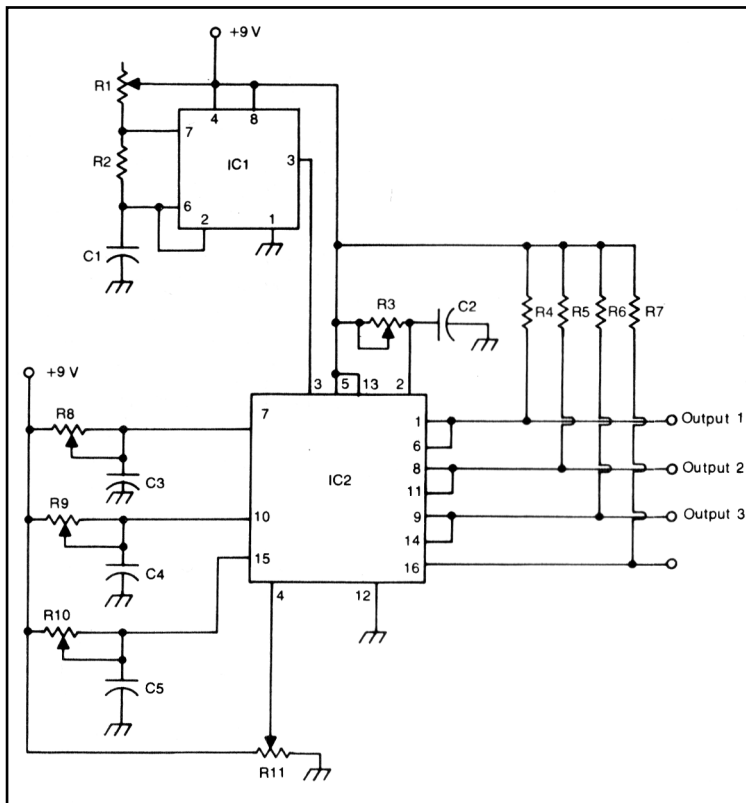 +9 V
R1
4
8
7
R2
IC1
3
6
2
1
C1
R3
C2
R4
R5
R6
R7
+9 V
3
5
13
2
R8
7
1
Output 1
6
C3
IC2
8
Output 2
11
R9
10
9
Output 3
C4
14
15
16
R10
4
12
C5
R11